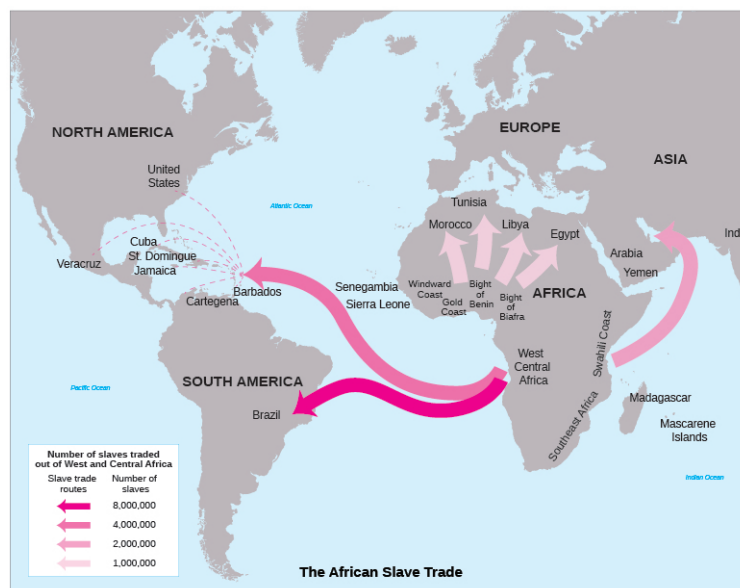 NORTH AMERICA
EUROPE
ASIA
United
States
Atlantic Ocean
Tunisia
Morocco
Libya
Egypt
Cuba
St. Domingue
Jamaica
Veracruz
Barbados
Cartegena
Arabia
Yemen
Ind
Senegambia
Sierra Leone
Windward
Coast
Gold
Coast
Bight
of
Benin
Bight
of
Biafra
AFRICA
Swahili Coast
West
Central
Africa
Southeast Africa
Madagascar
Mascarene
Islands
Indian Ocean
Pacific Ocean
SOUTH AMERICA
Brazil
Number of slaves traded
out of West and Central Africa
Slave trade
routes
Number of
slaves
8,000,000
4,000,000
2,000,000
1,000,000
The African Slave Trade